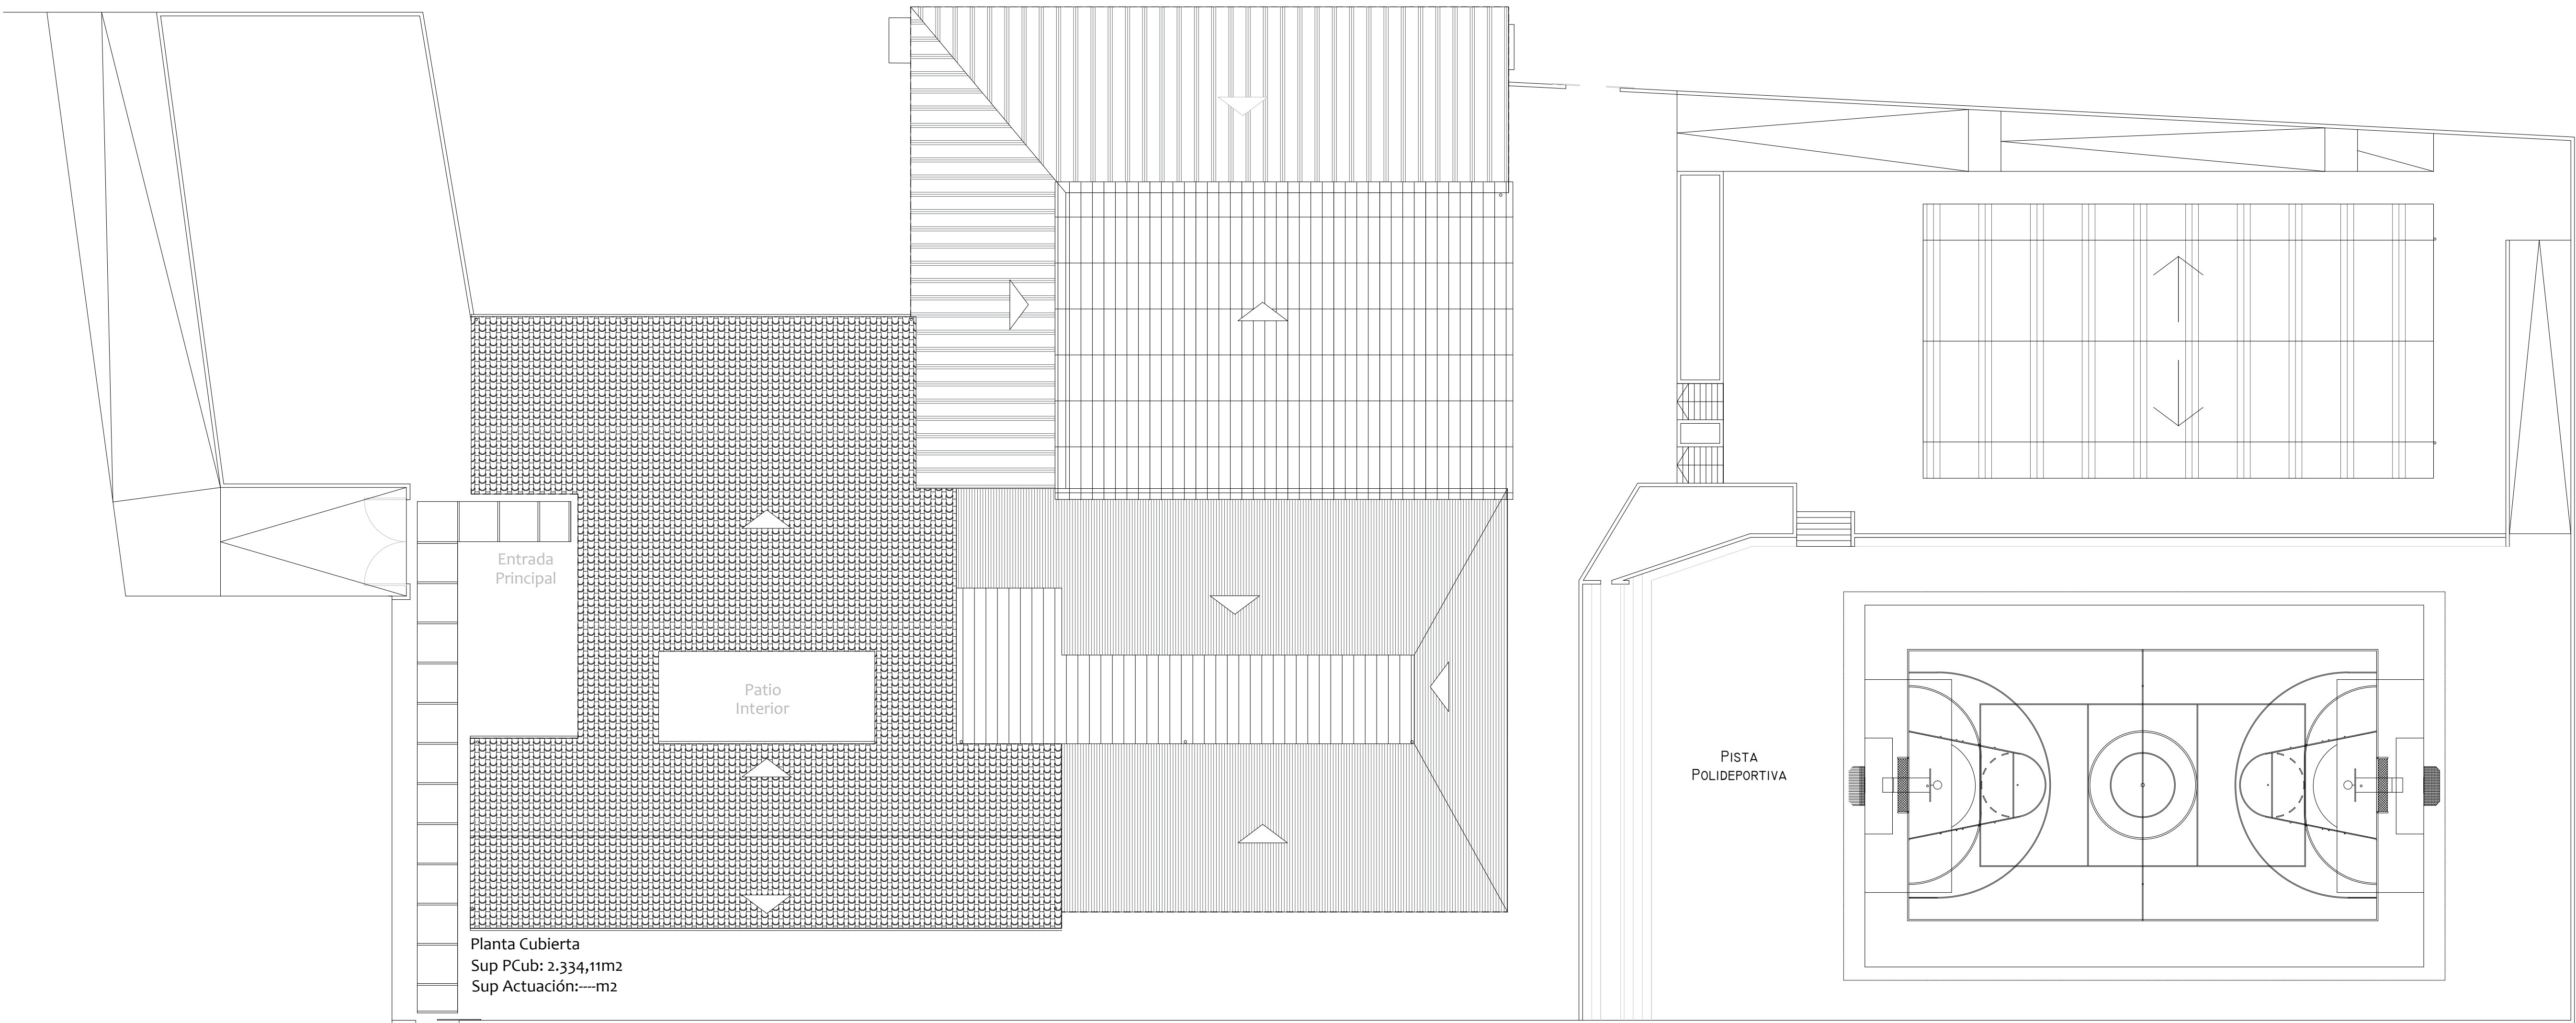 Entrada
Principal
Patio
Interior
PISTA
POLIDEPORTIVA
Planta Cubierta
Sup PCub: 2.334,11m2
Sup Actuación:----m2